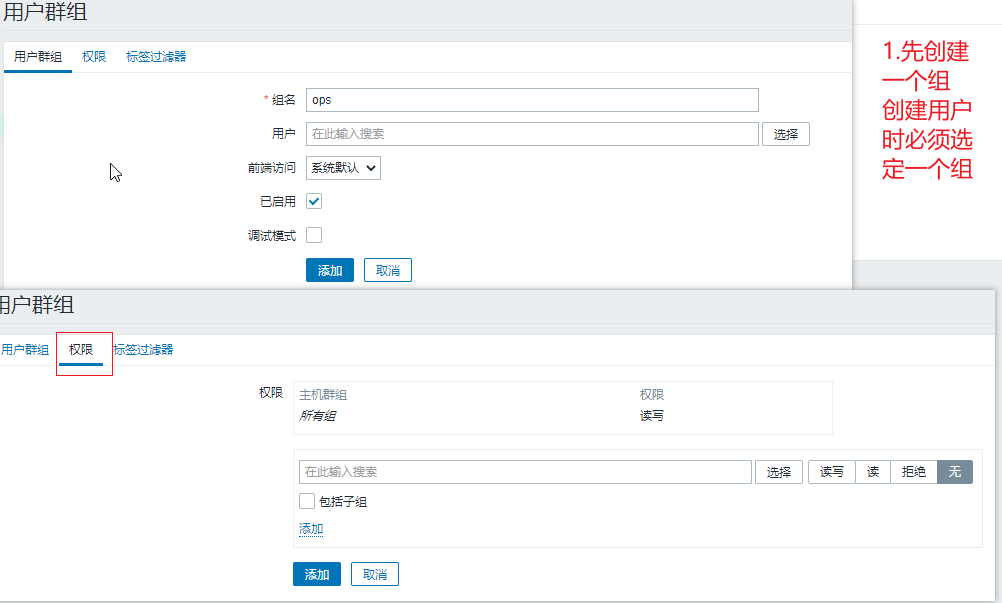 用户群组
用户群组 权限 标签过滤器
* 组名 ops
用户 在此输入搜索 选择
前端访问 系统默认
已启用
调试模式
添加 取消
1.先创建
一个组
创建用户
时必须选
定一个组
用户群组
用户群组 权限 标签过滤器
权限 主机群组 权限
所有组 读写
在此输入搜索 选择 读写 读 拒绝 无
包括子组
添加
添加 取消